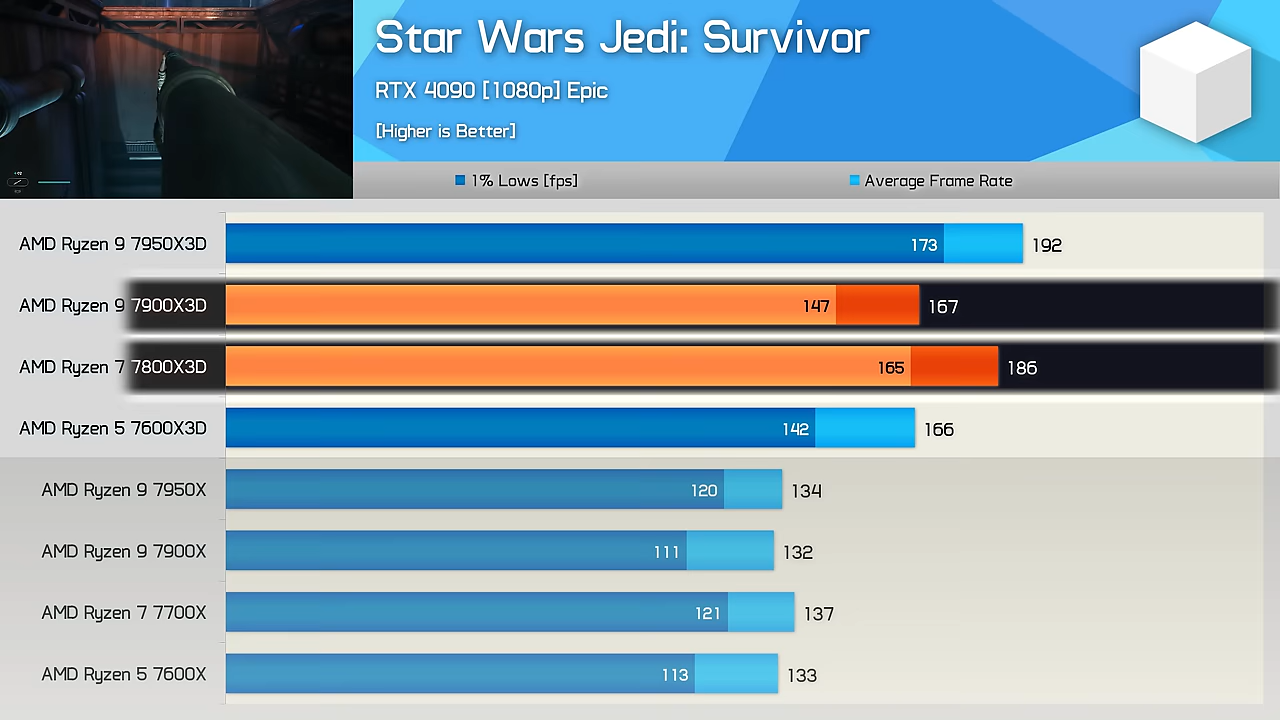 Star Wars Jedi: Survivor
RTX 4090 [1080p] Epic
[Higher is Better]
1% Lows [fps]
Average Frame Rate
AMD Ryzen 9 7950X3D 173 192
AMD Ryzen 9 7900X3D 147 167
AMD Ryzen 7 7800X3D 165 186
AMD Ryzen 5 7600X3D 142 166
AMD Ryzen 9 7950X 120 134
AMD Ryzen 9 7900X 111 132
AMD Ryzen 7 7700X 121 137
AMD Ryzen 5 7600X 113 133